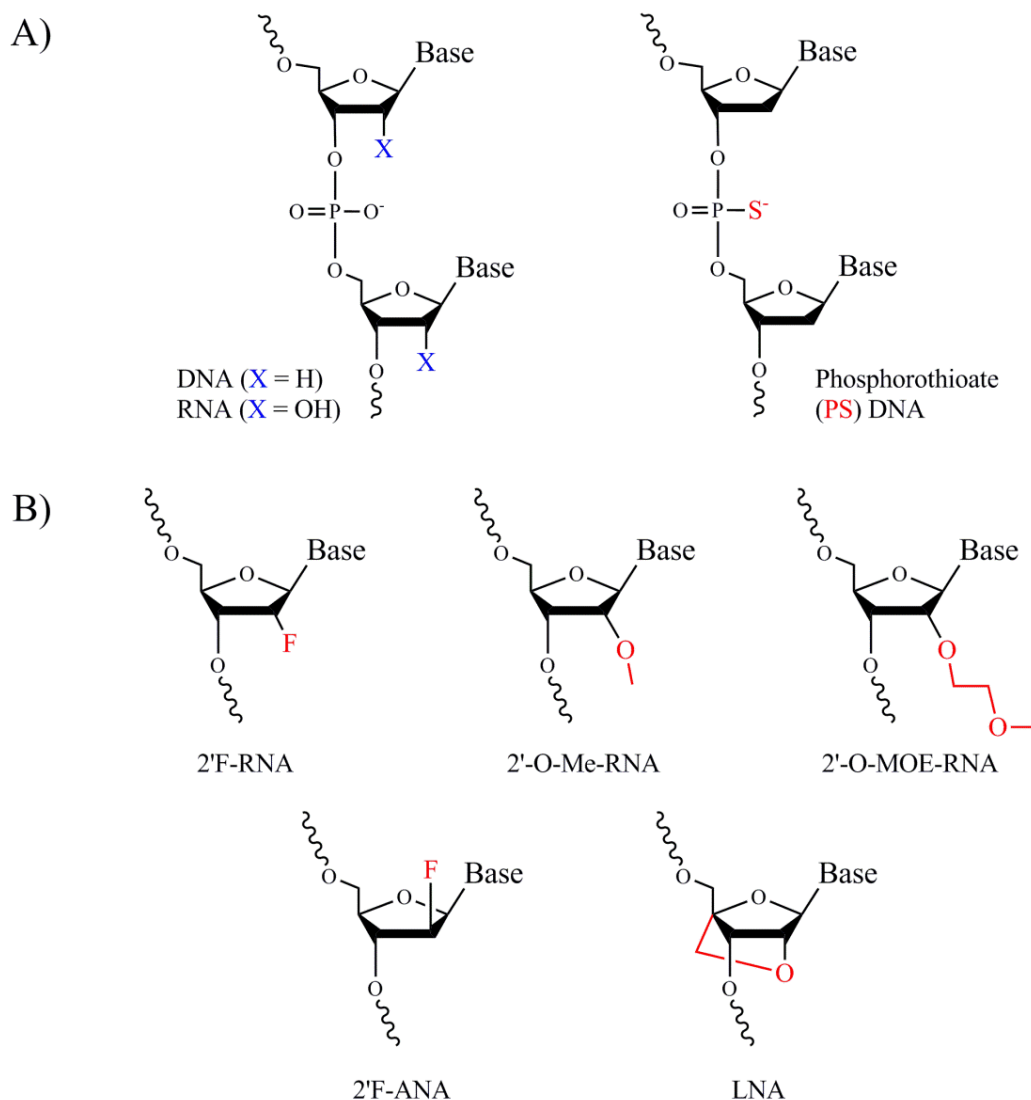 A)
O
O
Base
X
O
O=P-O⁻
O
O
Base
X
O
DNA (X = H)
RNA (X = OH)
O
O
Base
O
O=P-S⁻
O
O
Base
O
Phosphorothioate
(PS) DNA
B)
O
O
Base
F
O
2'F-RNA
O
O
Base
O
O
2'-O-Me-RNA
O
O
Base
O
O
O
2'-O-MOE-RNA
O
O
F
Base
O
2'F-ANA
O
O
Base
O
O
LNA